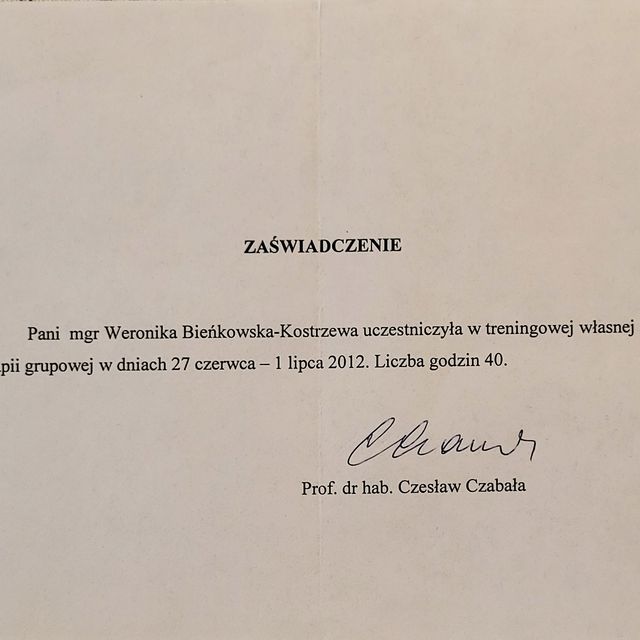 ZAŚWIADCZENIE
Pani mgr Weronika Bieńkowska-Kostrzewa uczestniczyła w treningowej własnej
pii grupowej w dniach 27 czerwca – 1 lipca 2012. Liczba godzin 40.
Prof. dr hab. Czesław Czabała